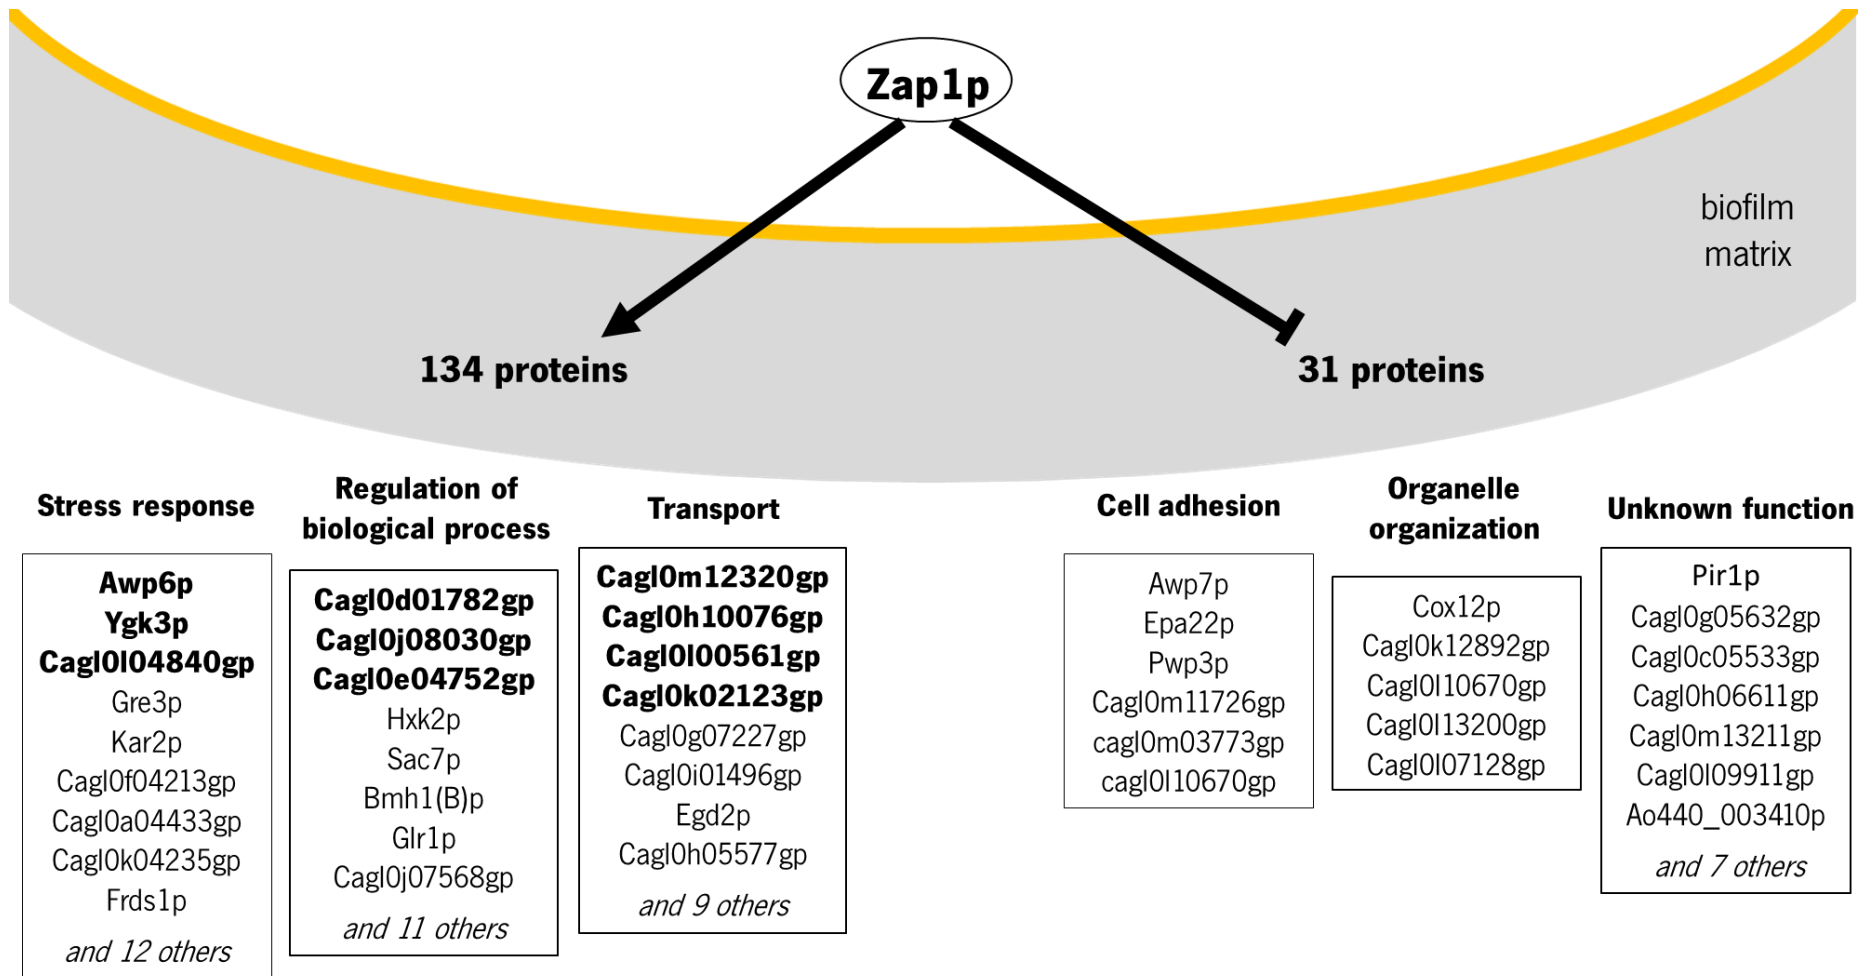 Zap1p
biofilm
matrix
134 proteins
31 proteins
Stress response
Awp6p
Ygk3p
Cagl0l04840gp
Gre3p
Kar2p
Cagl0f04213gp
Cagl0a04433gp
Cagl0k04235gp
Frds1p
and 12 others
Regulation of
biological process
Cagl0d01782gp
Cagl0j08030gp
Cagl0e04752gp
Hxk2p
Sac7p
Bmh1(B)p
Glr1p
Cagl0j07568gp
and 11 others
Transport
Cagl0m12320gp
Cagl0h10076gp
Cagl0l00561gp
Cagl0k02123gp
Cagl0g07227gp
Cagl0i01496gp
Egd2p
Cagl0h05577gp
and 9 others
Cell adhesion
Awp7p
Epa22p
Pwp3p
Cagl0m11726gp
cagl0m03773gp
cagl0l10670gp
Organelle
organization
Cox12p
Cagl0k12892gp
Cagl0l10670gp
Cagl0l13200gp
Cagl0l07128gp
Unknown function
Pir1p
Cagl0g05632gp
Cagl0c05533gp
Cagl0h06611gp
Cagl0m13211gp
Cagl0l09911gp
Ao440_003410p
and 7 others